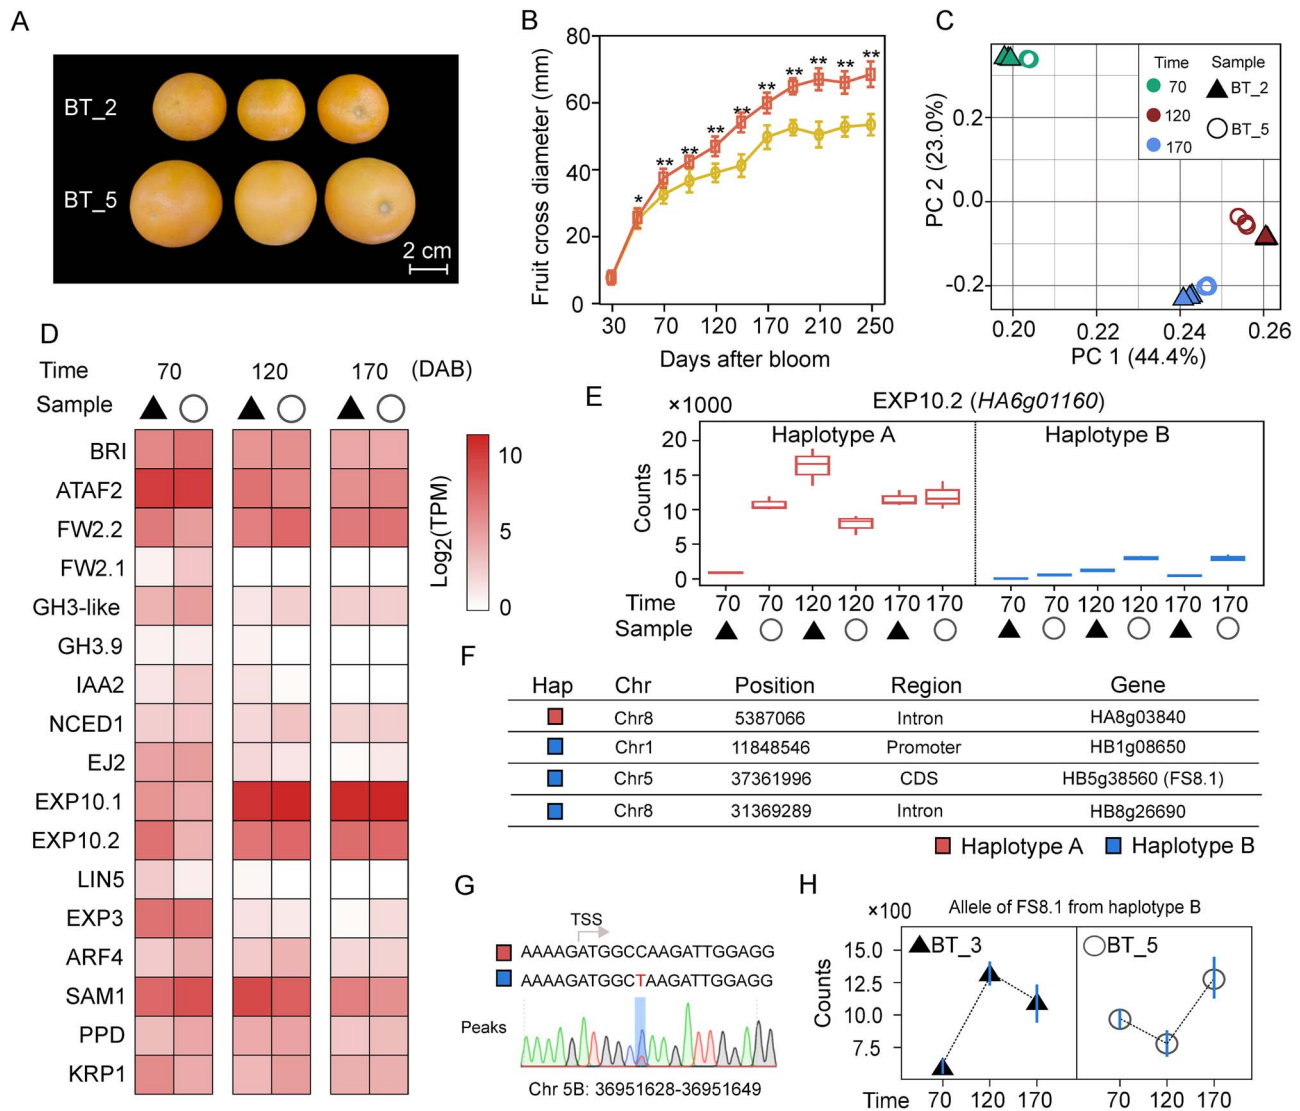 A
BT_2
BT_5
2 cm
B
Fruit cross diameter (mm)
80
60
40
20
0
* ** ** ** ** ** ** ** ** **
30 70 120 170 210 250
Days after bloom
C
PC 2 (23.0%)
0.2
0.0
-0.2
0.20 0.22 0.24 0.26
PC 1 (44.4%)
Time Sample
70 BT_2
120 BT_5
170
D
Time 70 120 170 (DAB)
Sample
BRI
ATAF2
FW2.2
FW2.1
GH3-like
GH3.9
IAA2
NCED1
EJ2
EXP10.1
EXP10.2
LIN5
EXP3
ARF4
SAM1
PPD
KRP1
Log2(TPM)
10
5
0
E
×1000 EXP10.2 (HA6g01160)
Haplotype A Haplotype B
Counts
20
15
10
5
0
Time 70 70 120 120 170 170 70 70 120 120 170 170
Sample
F
Hap Chr Position Region Gene
Chr8 5387066 Intron HA8g03840
Chr1 11848546 Promoter HB1g08650
Chr5 37361996 CDS HB5g38560 (FS8.1)
Chr8 31369289 Intron HB8g26690
Haplotype A Haplotype B
G
TSS
AAAAGATGGCCAAGATTGGAGG
AAAAGATGGCTAAGATTGGAGG
Peaks
Chr 5B: 36951628-36951649
H
×100 Allele of FS8.1 from haplotype B
BT_3 BT_5
Counts
15.0
12.5
10.0
7.5
Time 70 120 170 70 120 170